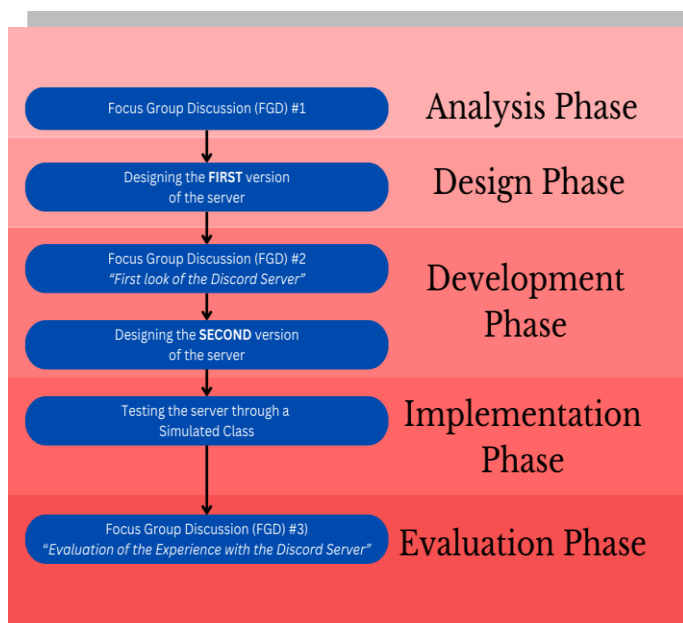 Focus Group Discussion (FGD) #1
Analysis Phase
Designing the FIRST version
of the server
Design Phase
Focus Group Discussion (FGD) #2
“First look of the Discord Server”
Designing the SECOND version
of the server
Development
Phase
Testing the server through a
Simulated Class
Implementation
Phase
Focus Group Discussion (FGD) #3)
“Evaluation of the Experience with the Discord Server”
Evaluation Phase